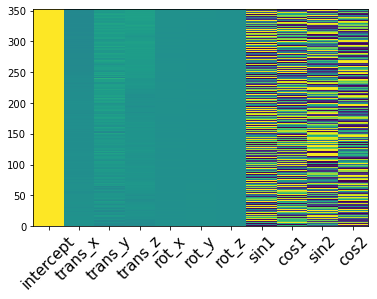 350
300
250
200
150
100
50
0
intercept
trans_x
trans_y
trans_z
rot_x
rot_y
rot_z
sin1
cos1
sin2
cos2